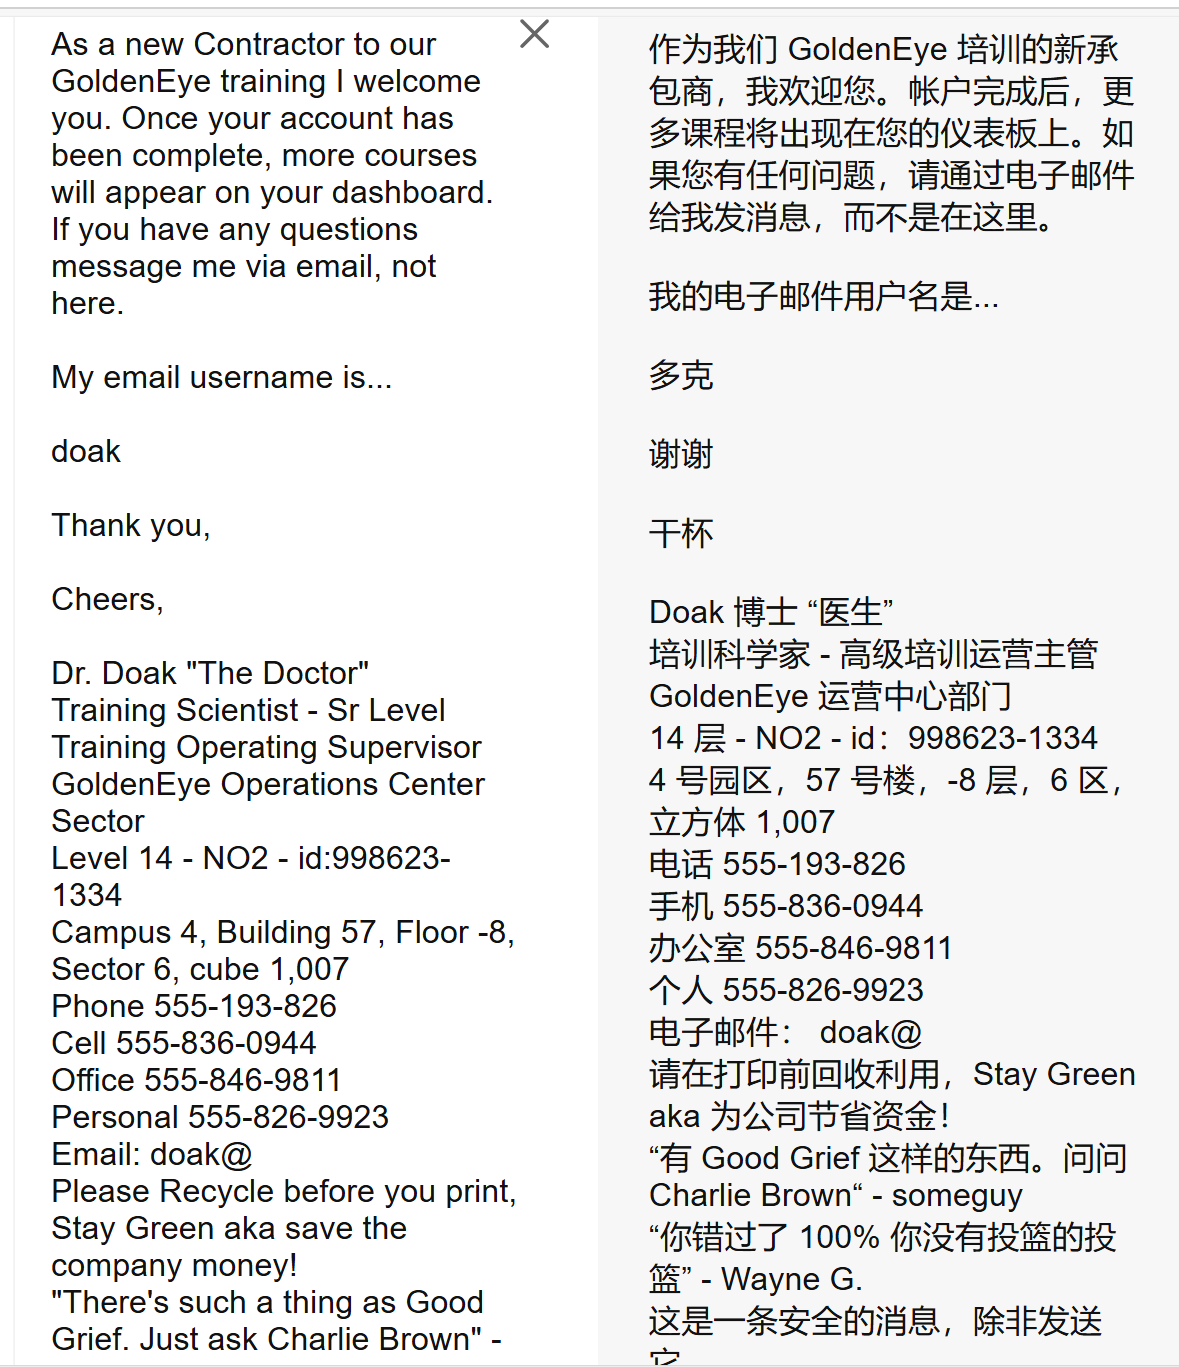 As a new Contractor to our
GoldenEye training I welcome
you. Once your account has
been complete, more courses
will appear on your dashboard.
If you have any questions
message me via email, not
here.
My email username is...
doak
Thank you,
Cheers,
Dr. Doak "The Doctor"
Training Scientist - Sr Level
Training Operating Supervisor
GoldenEye Operations Center
Sector
Level 14 - NO2 - id:998623-
1334
Campus 4, Building 57, Floor -8,
Sector 6, cube 1,007
Phone 555-193-826
Cell 555-836-0944
Office 555-846-9811
Personal 555-826-9923
Email: doak@
Please Recycle before you print,
Stay Green aka save the
company money!
"There's such a thing as Good
Grief. Just ask Charlie Brown" -
作为我们 GoldenEye 培训的新承
包商，我欢迎您。帐户完成后，更
多课程将出现在您的仪表板上。如
果您有任何问题，请通过电子邮件
给我发消息，而不是在这里。
我的电子邮件用户名是...
多克
谢谢
干杯
Doak 博士 “医生”
培训科学家 - 高级培训运营主管
GoldenEye 运营中心部门
14 层 - NO2 - id：998623-1334
4 号园区，57 号楼，-8 层，6 区，
立方体 1,007
电话 555-193-826
手机 555-836-0944
办公室 555-846-9811
个人 555-826-9923
电子邮件： doak@
请在打印前回收利用，Stay Green
aka 为公司节省资金！
“有 Good Grief 这样的东西。问问
Charlie Brown“ - someguy
“你错过了 100% 你没有投篮的投
篮” - Wayne G.
这是一条安全的消息，除非发送
它